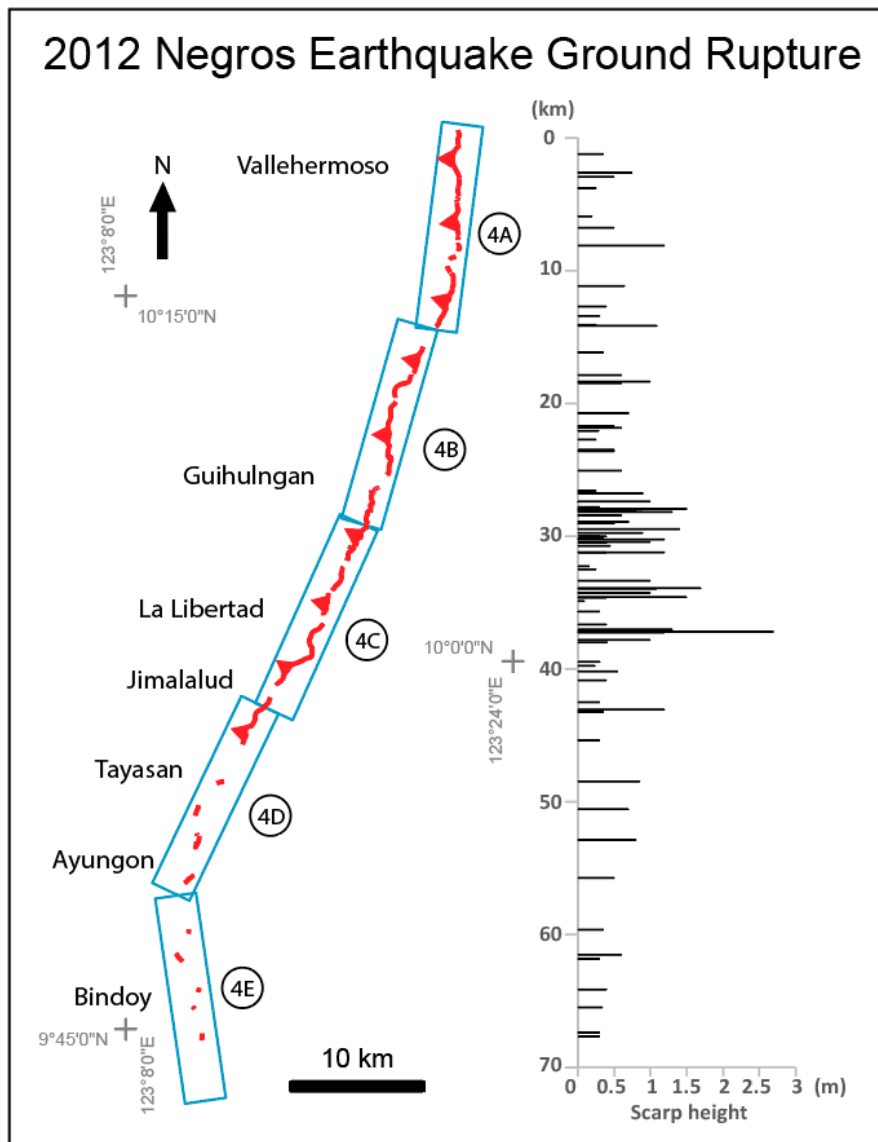 2012 Negros Earthquake Ground Rupture
Vallehermoso
N
123°8'0"E
10°15'0"N
4A
4B
Guihulngan
La Libertad
4C
Jimalalud
10°0'0"N
123°24'0"E
Tayasan
4D
Ayungon
4E
Bindoy
9°45'0"N
123°8'0"E
10 km
(km)
0
10
20
30
40
50
60
70
0 0.5 1 1.5 2 2.5 3 (m)
Scarp height